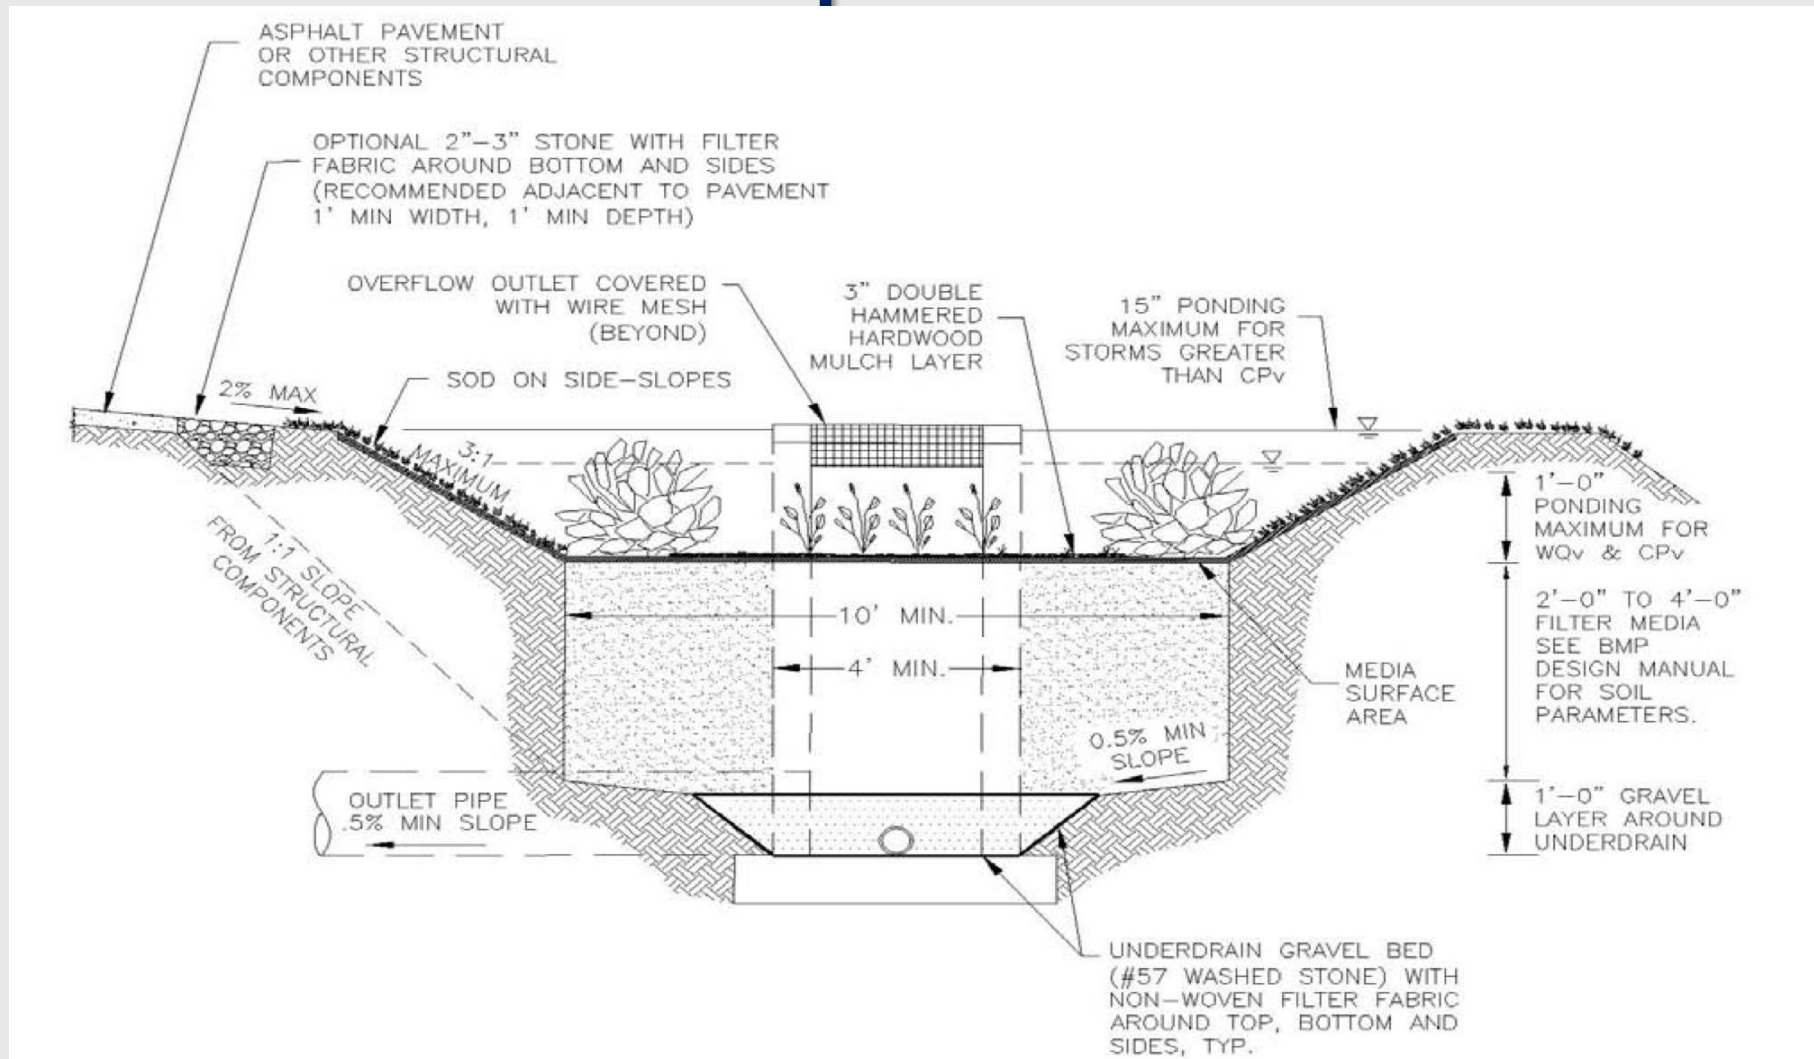 ASPHALT PAVEMENT
OR OTHER STRUCTURAL
COMPONENTS
OPTIONAL 2"-3" STONE WITH FILTER
FABRIC AROUND BOTTOM AND SIDES
(RECOMMENDED ADJACENT TO PAVEMENT
1' MIN WIDTH, 1' MIN DEPTH)
OVERFLOW OUTLET COVERED
WITH WIRE MESH
(BEYOND)
3" DOUBLE
HAMMERED
HARDWOOD
MULCH LAYER
15" PONDING
MAXIMUM FOR
STORMS GREATER
THAN CPv
SOD ON SIDE-SLOPES
2% MAX
3:1
MAXIMUM
1:1 SLOPE
FROM STRUCTURAL
COMPONENTS
1'-0"
PONDING
MAXIMUM FOR
WQv & CPv
10' MIN.
4' MIN.
2'-0" TO 4'-0"
FILTER MEDIA
SEE BMP
DESIGN MANUAL
FOR SOIL
PARAMETERS.
MEDIA
SURFACE
AREA
0.5% MIN
SLOPE
OUTLET PIPE
.5% MIN SLOPE
1'-0" GRAVEL
LAYER AROUND
UNDERDRAIN
UNDERDRAIN GRAVEL BED
(#57 WASHED STONE) WITH
NON-WOVEN FILTER FABRIC
AROUND TOP, BOTTOM AND
SIDES, TYP.